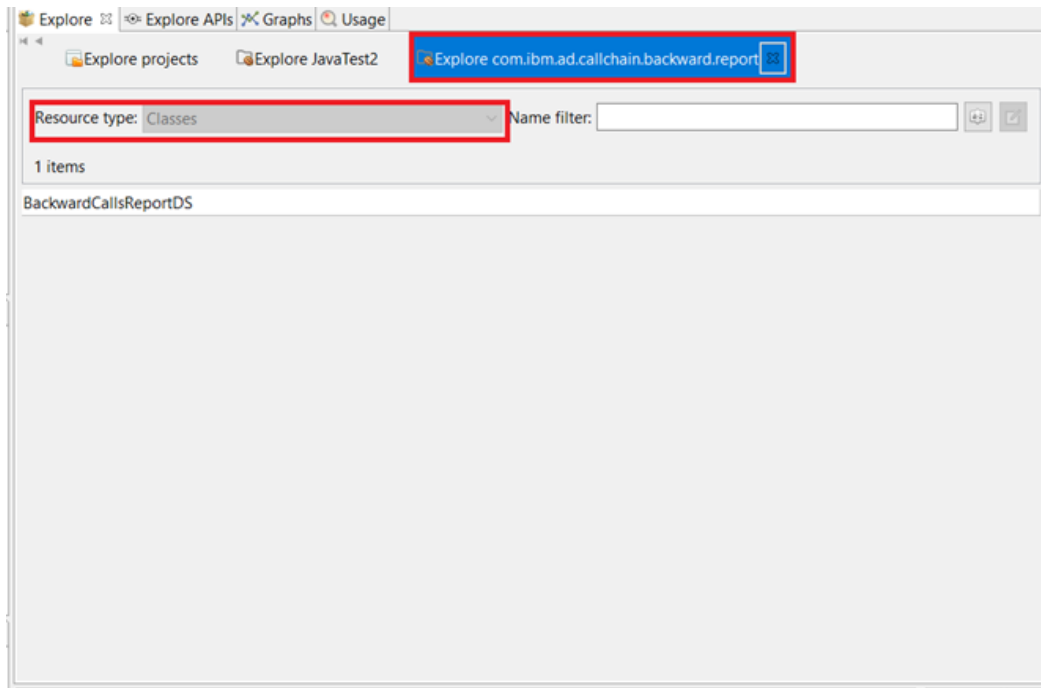 Explore Explore APIs Graphs Usage
Explore projects Explore JavaTest2 Explore com.ibm.ad.callchain.backward.report
Resource type: Classes Name filter:
1 items
BackwardCallsReportDS